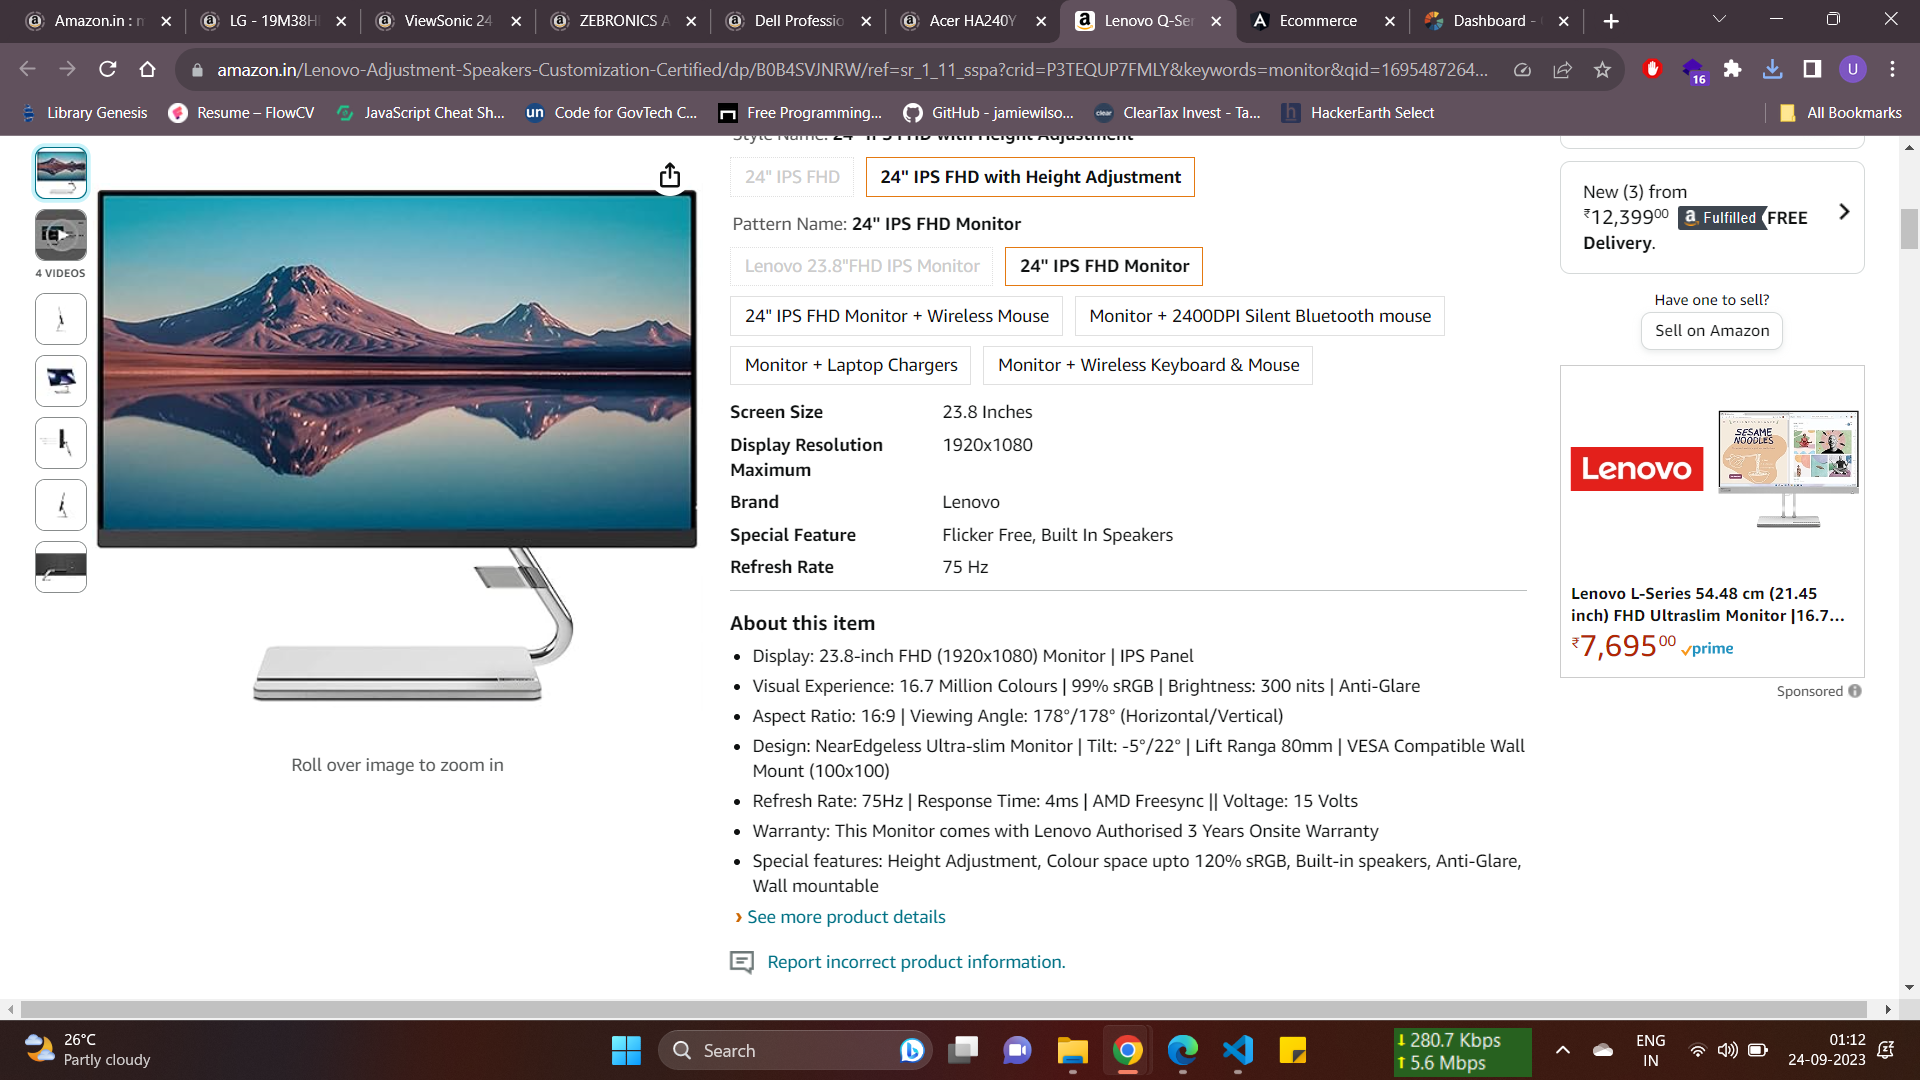 Amazon.in : m
LG - 19M38H
ViewSonic 24
ZEBRONICS A
Dell Professio
Acer HA240Y
Lenovo Q-Ser
Ecommerce
Dashboard -
amazon.in/Lenovo-Adjustment-Speakers-Customization-Certified/dp/B0B4SVJNRW/ref=sr_1_11_sspa?crid=P3TEQUP7FMLY&keywords=monitor&qid=1695487264...
16
U
Library Genesis
Resume – FlowCV
JavaScript Cheat Sh...
un Code for GovTech C...
Free Programming...
GitHub - jamiewilso...
clear ClearTax Invest - Ta...
h HackerEarth Select
All Bookmarks
4 VIDEOS
Roll over image to zoom in
Style Name: 24" IPS FHD with Height Adjustment
24" IPS FHD
24" IPS FHD with Height Adjustment
Pattern Name: 24" IPS FHD Monitor
Lenovo 23.8"FHD IPS Monitor
24" IPS FHD Monitor
24" IPS FHD Monitor + Wireless Mouse
Monitor + 2400DPI Silent Bluetooth mouse
Monitor + Laptop Chargers
Monitor + Wireless Keyboard & Mouse
Screen Size 23.8 Inches
Display Resolution 1920x1080
Maximum
Brand Lenovo
Special Feature Flicker Free, Built In Speakers
Refresh Rate 75 Hz
About this item
• Display: 23.8-inch FHD (1920x1080) Monitor | IPS Panel
• Visual Experience: 16.7 Million Colours | 99% sRGB | Brightness: 300 nits | Anti-Glare
• Aspect Ratio: 16:9 | Viewing Angle: 178°/178° (Horizontal/Vertical)
• Design: NearEdgeless Ultra-slim Monitor | Tilt: -5°/22° | Lift Ranga 80mm | VESA Compatible Wall
Mount (100x100)
• Refresh Rate: 75Hz | Response Time: 4ms | AMD Freesync || Voltage: 15 Volts
• Warranty: This Monitor comes with Lenovo Authorised 3 Years Onsite Warranty
• Special features: Height Adjustment, Colour space upto 120% sRGB, Built-in speakers, Anti-Glare,
Wall mountable
› See more product details
Report incorrect product information.
New (3) from
₹12,399⁰⁰ a Fulfilled FREE
Delivery.
Have one to sell?
Sell on Amazon
Lenovo
SESAME
NOODLES
Lenovo L-Series 54.48 cm (21.45
inch) FHD Ultraslim Monitor |16.7...
₹7,695⁰⁰ prime
Sponsored
26°C
Partly cloudy
Search
280.7 Kbps
5.6 Mbps
ENG
IN
01:12
24-09-2023